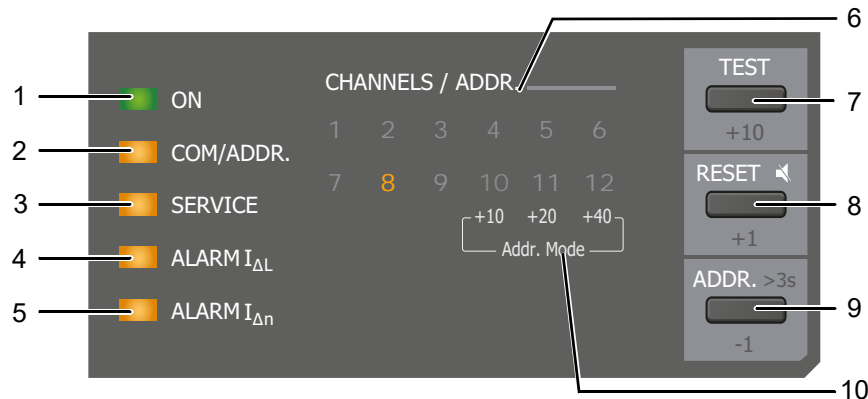 6
CHANNELS / ADDR.
TEST
1
ON
7
1 2 3 4 5 6
+10
2
COM/ADDR.
RESET
7 8 9 10 11 12
3
SERVICE
8
+10 +20 +40
+1
Addr. Mode
4
ALARM I∆L
ADDR. >3s
5
ALARM I∆n
9
-1
10